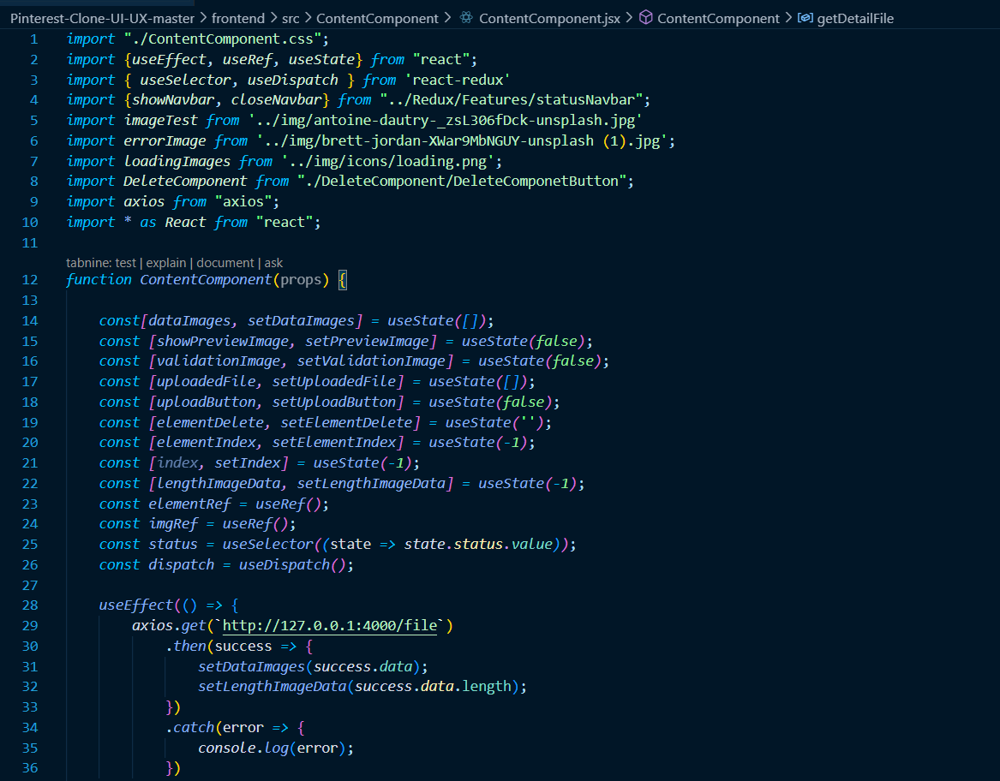 Pinterest-Clone-UI-UX-master > frontend > src > ContentComponent > ContentComponent.jsx > ContentComponent > getDetailFile
1 import "./ContentComponent.css";
2 import {useEffect, useRef, useState} from "react";
3 import { useSelector, useDispatch } from 'react-redux'
4 import {showNavbar, closeNavbar} from "../Redux/Features/statusNavbar";
5 import imageTest from '../img/antoine-dautry-_zsL306fDck-unsplash.jpg'
6 import errorImage from '../img/brett-jordan-XWar9MbNGUY-unsplash (1).jpg';
7 import loadingImages from '../img/icons/loading.png';
8 import DeleteComponent from "./DeleteComponent/DeleteComponetButton";
9 import axios from "axios";
10 import * as React from "react";
11
tabnine: test | explain | document | ask
12 function ContentComponent(props) {
13
14 const[dataImages, setDataImages] = useState([]);
15 const [showPreviewImage, setPreviewImage] = useState(false);
16 const [validationImage, setValidationImage] = useState(false);
17 const [uploadedFile, setUploadedFile] = useState([]);
18 const [uploadButton, setUploadButton] = useState(false);
19 const [elementDelete, setElementDelete] = useState('');
20 const [elementIndex, setElementIndex] = useState(-1);
21 const [index, setIndex] = useState(-1);
22 const [lengthImageData, setLengthImageData] = useState(-1);
23 const elementRef = useRef();
24 const imgRef = useRef();
25 const status = useSelector((state => state.status.value));
26 const dispatch = useDispatch();
27
28 useEffect(() => {
29 axios.get(`http://127.0.0.1:4000/file`)
30 .then(success => {
31 setDataImages(success.data);
32 setLengthImageData(success.data.length);
33 })
34 .catch(error => {
35 console.log(error);
36 })